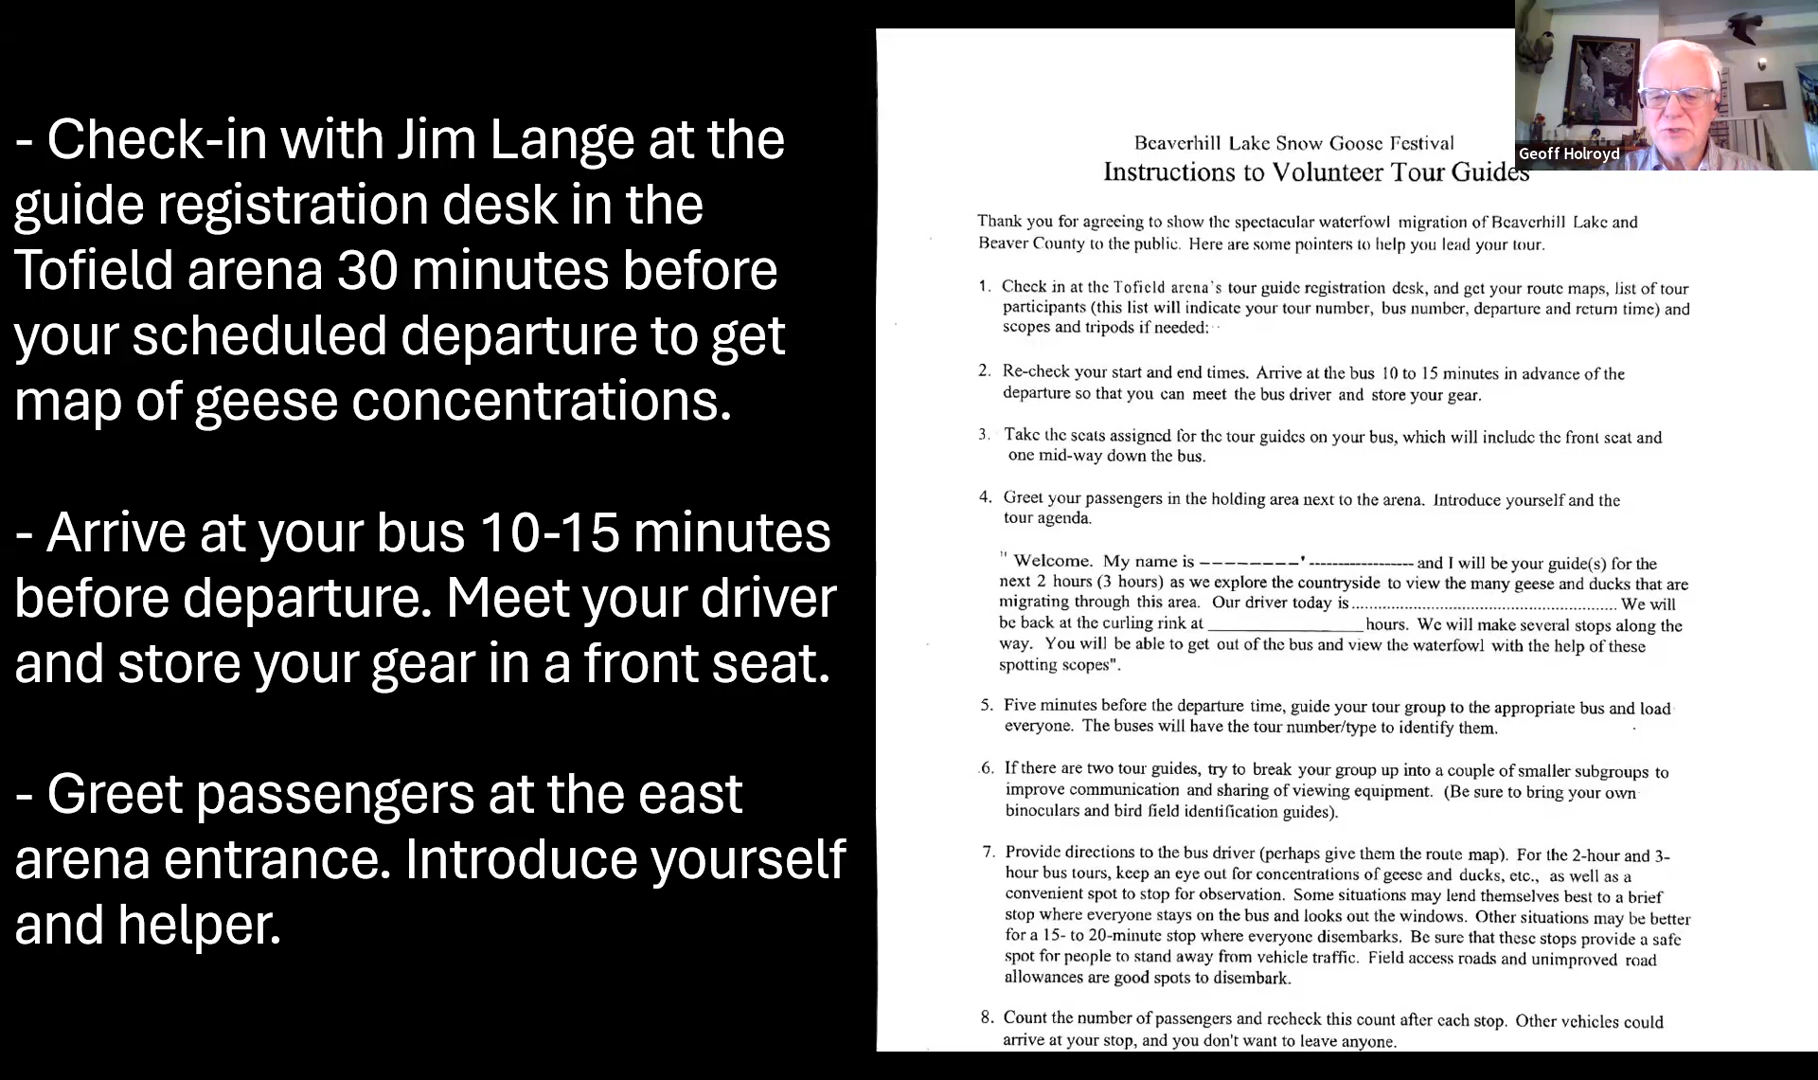 - Check-in with Jim Lange at the
guide registration desk in the
Tofield arena 30 minutes before
your scheduled departure to get
map of geese concentrations.
- Arrive at your bus 10-15 minutes
before departure. Meet your driver
and store your gear in a front seat.
- Greet passengers at the east
arena entrance. Introduce yourself
and helper.
Beaverhill Lake Snow Goose Festival
Instructions to Volunteer Tour Guides
Thank you for agreeing to show the spectacular waterfowl migration of Beaverhill Lake and
Beaver County to the public. Here are some pointers to help you lead your tour.
1. Check in at the Tofield arena's tour guide registration desk, and get your route maps, list of tour
participants (this list will indicate your tour number, bus number, departure and return time) and
scopes and tripods if needed:
2. Re-check your start and end times. Arrive at the bus 10 to 15 minutes in advance of the
departure so that you can meet the bus driver and store your gear.
3. Take the seats assigned for the tour guides on your bus, which will include the front seat and
one mid-way down the bus.
4. Greet your passengers in the holding area next to the arena. Introduce yourself and the
tour agenda.
" Welcome. My name is ---------' ------------------ and I will be your guide(s) for the
next 2 hours (3 hours) as we explore the countryside to view the many geese and ducks that are
migrating through this area. Our driver today is.......................................................... We will
be back at the curling rink at ________________ hours. We will make several stops along the
way. You will be able to get out of the bus and view the waterfowl with the help of these
spotting scopes".
5. Five minutes before the departure time, guide your tour group to the appropriate bus and load
everyone. The buses will have the tour number/type to identify them.
.6. If there are two tour guides, try to break your group up into a couple of smaller subgroups to
improve communication and sharing of viewing equipment. (Be sure to bring your own
binoculars and bird field identification guides).
7. Provide directions to the bus driver (perhaps give them the route map). For the 2-hour and 3-
hour bus tours, keep an eye out for concentrations of geese and ducks, etc., as well as a
convenient spot to stop for observation. Some situations may lend themselves best to a brief
stop where everyone stays on the bus and looks out the windows. Other situations may be better
for a 15- to 20-minute stop where everyone disembarks. Be sure that these stops provide a safe
spot for people to stand away from vehicle traffic. Field access roads and unimproved road
allowances are good spots to disembark.
8. Count the number of passengers and recheck this count after each stop. Other vehicles could
arrive at your stop, and you don't want to leave anyone.
Geoff Holroyd